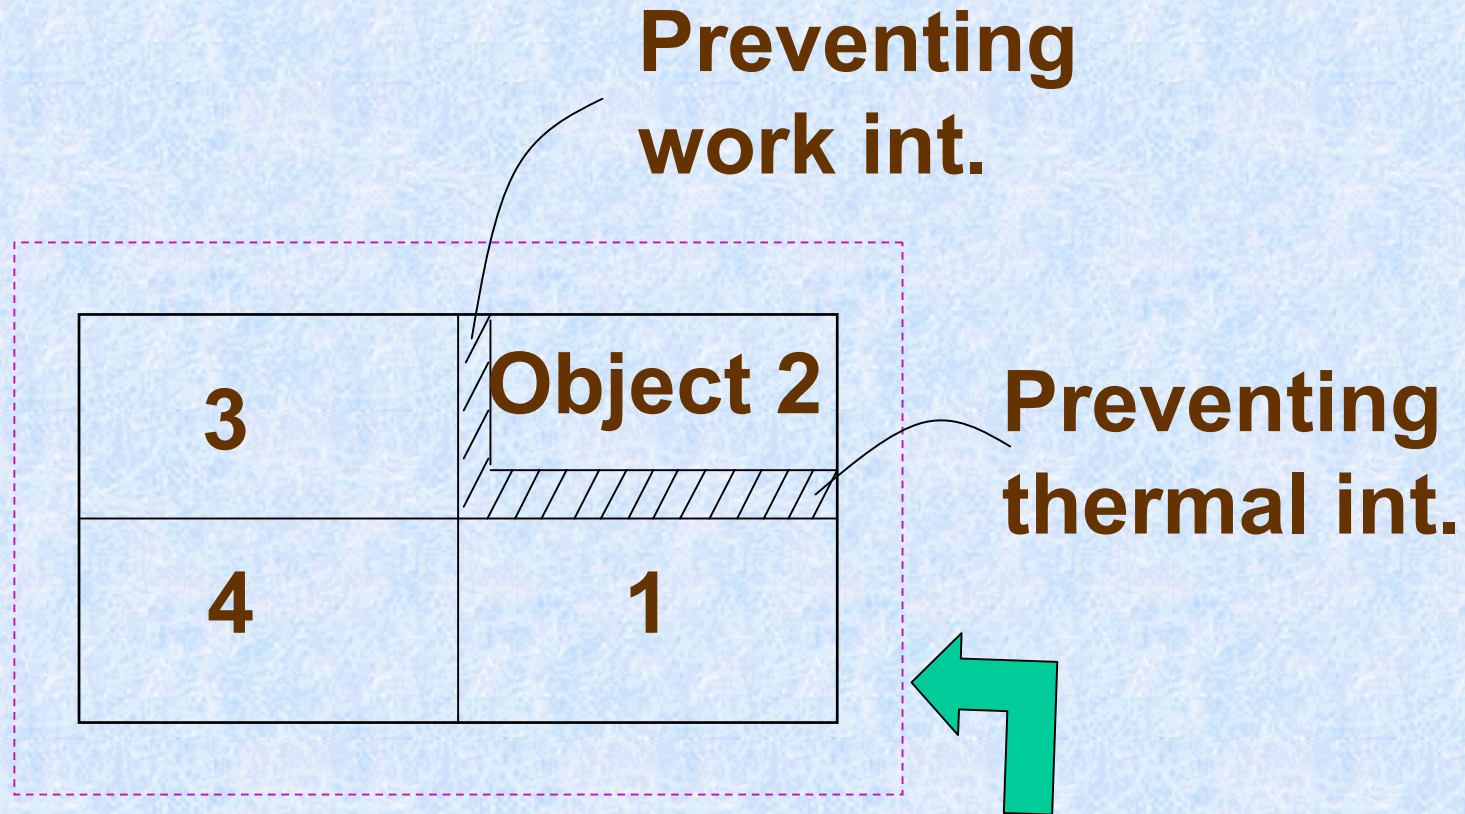 Preventing
work int.
Object 2
3
Preventing
thermal int.
4
1